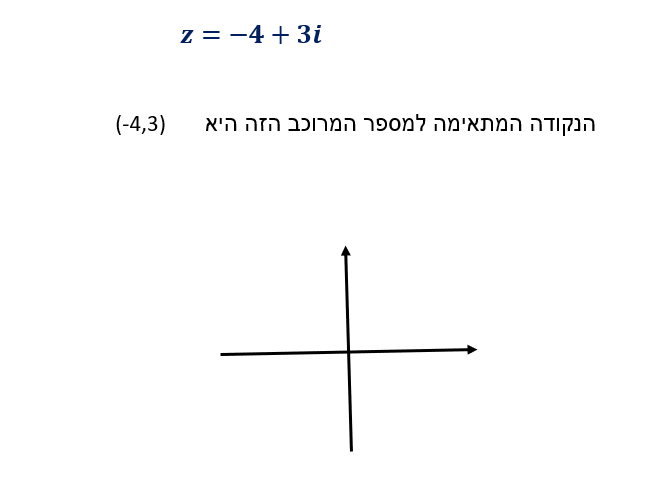 z = −4 + 3i
הנקודה המתאימה למספר המרוכב הזה היא (-4,3)